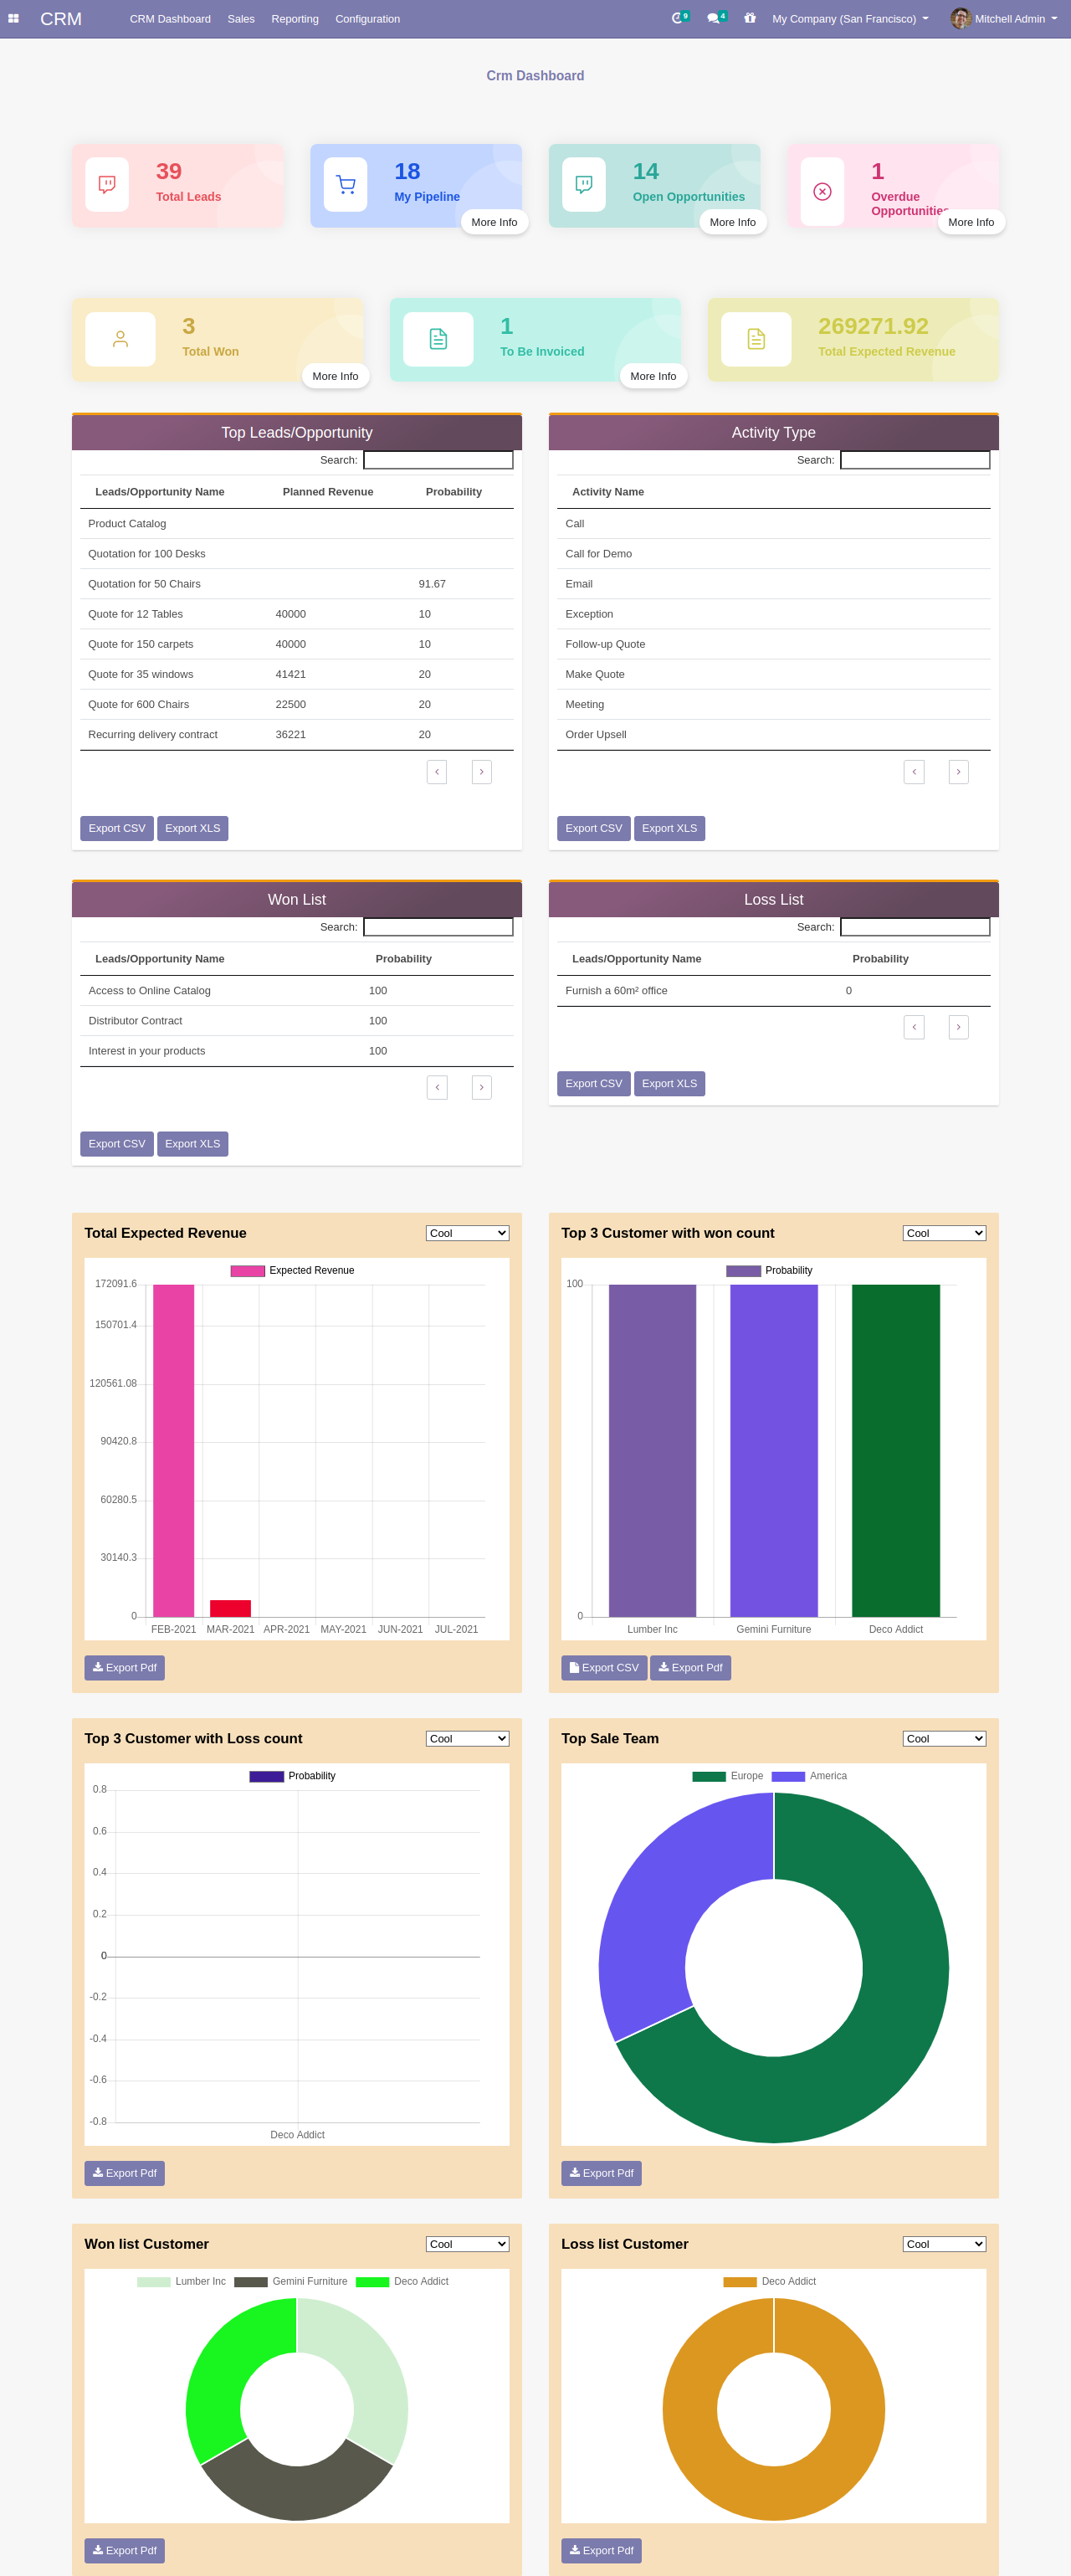 CRM CRM Dashboard Sales Reporting Configuration 9 4 My Company (San Francisco) Mitchell Admin
Crm Dashboard
39
Total Leads
18
My Pipeline
More Info
14
Open Opportunities
More Info
1
Overdue
Opportunities
More Info
3
Total Won
More Info
1
To Be Invoiced
More Info
269271.92
Total Expected Revenue
Top Leads/Opportunity
Search:
Leads/Opportunity Name Planned Revenue Probability
Product Catalog
Quotation for 100 Desks
Quotation for 50 Chairs 91.67
Quote for 12 Tables 40000 10
Quote for 150 carpets 40000 10
Quote for 35 windows 41421 20
Quote for 600 Chairs 22500 20
Recurring delivery contract 36221 20
‹ ›
Export CSV Export XLS
Activity Type
Search:
Activity Name
Call
Call for Demo
Email
Exception
Follow-up Quote
Make Quote
Meeting
Order Upsell
‹ ›
Export CSV Export XLS
Won List
Search:
Leads/Opportunity Name Probability
Access to Online Catalog 100
Distributor Contract 100
Interest in your products 100
‹ ›
Export CSV Export XLS
Loss List
Search:
Leads/Opportunity Name Probability
Furnish a 60m² office 0
‹ ›
Export CSV Export XLS
Total Expected Revenue Cool
Expected Revenue
172091.6
150701.4
120561.08
90420.8
60280.5
30140.3
0
FEB-2021 MAR-2021 APR-2021 MAY-2021 JUN-2021 JUL-2021
Export Pdf
Top 3 Customer with won count Cool
Probability
100
0
Lumber Inc Gemini Furniture Deco Addict
Export CSV Export Pdf
Top 3 Customer with Loss count Cool
Probability
0.8
0.6
0.4
0.2
0
-0.2
-0.4
-0.6
-0.8
Deco Addict
Export Pdf
Top Sale Team Cool
Europe America
Export Pdf
Won list Customer Cool
Lumber Inc Gemini Furniture Deco Addict
Export Pdf
Loss list Customer Cool
Deco Addict
Export Pdf